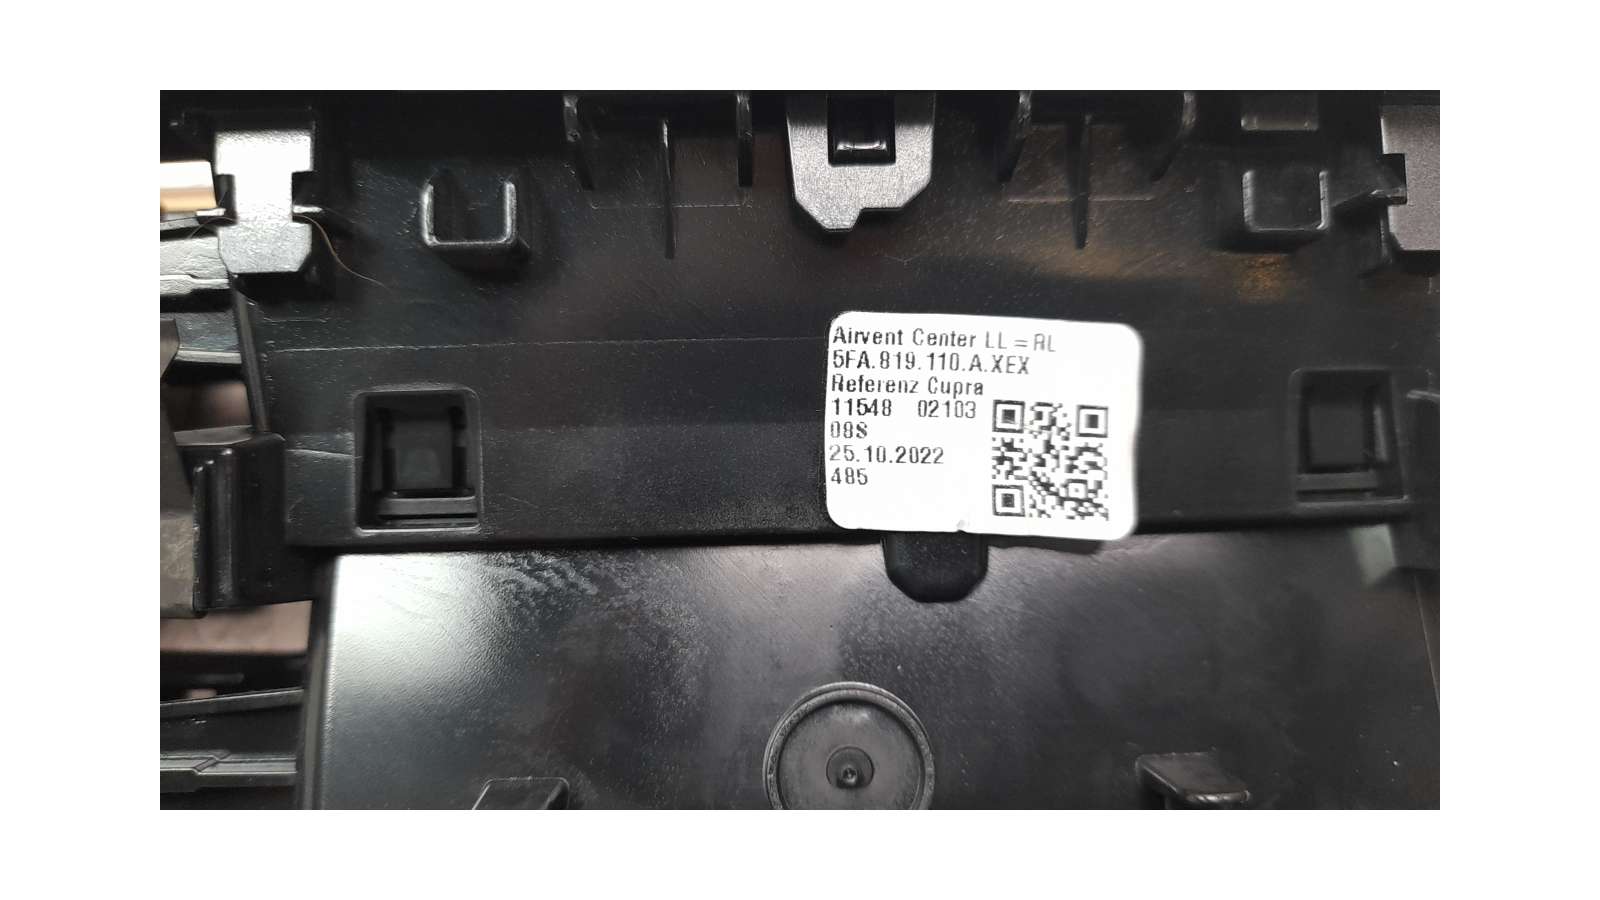 Airvent Center LL = RL
5FA.819.110.A.XEX
Referenz Cupra
11548 02103
08S
25.10.2022
485